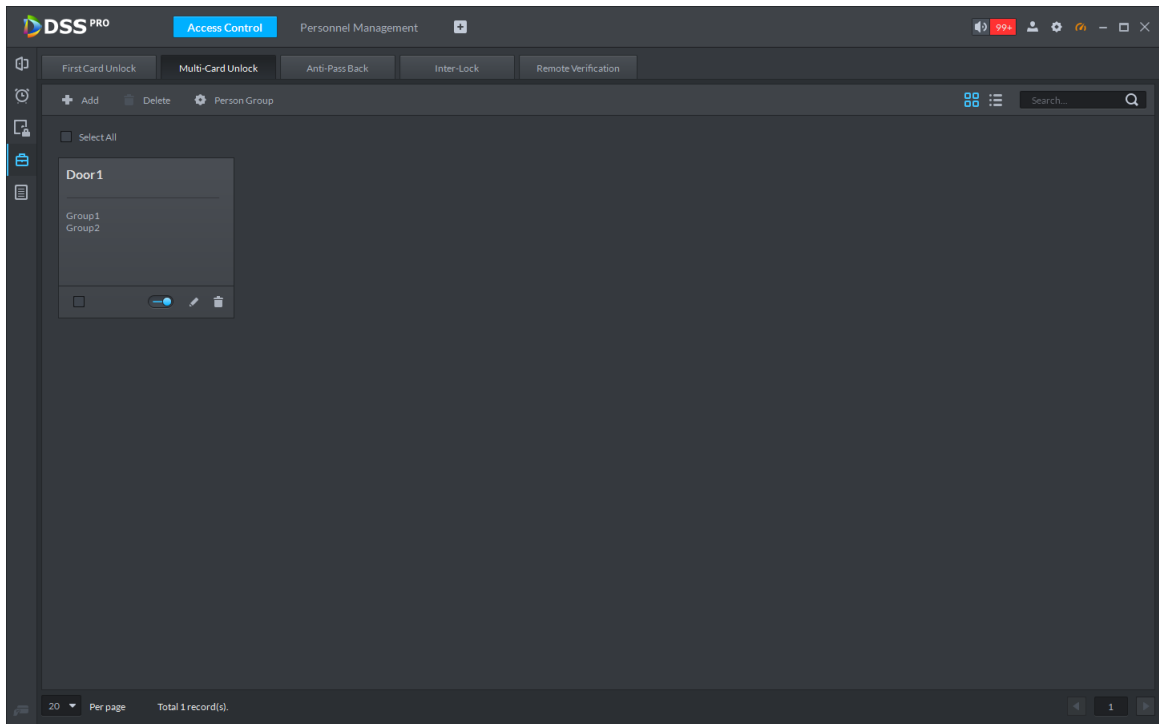 DSS PRO Access Control Personnel Management 99+
First Card Unlock Multi-Card Unlock Anti-Pass Back Inter-Lock Remote Verification
Add Delete Person Group Search...
Select All
Door1
Group1
Group2
20 Per page Total 1 record(s). 1